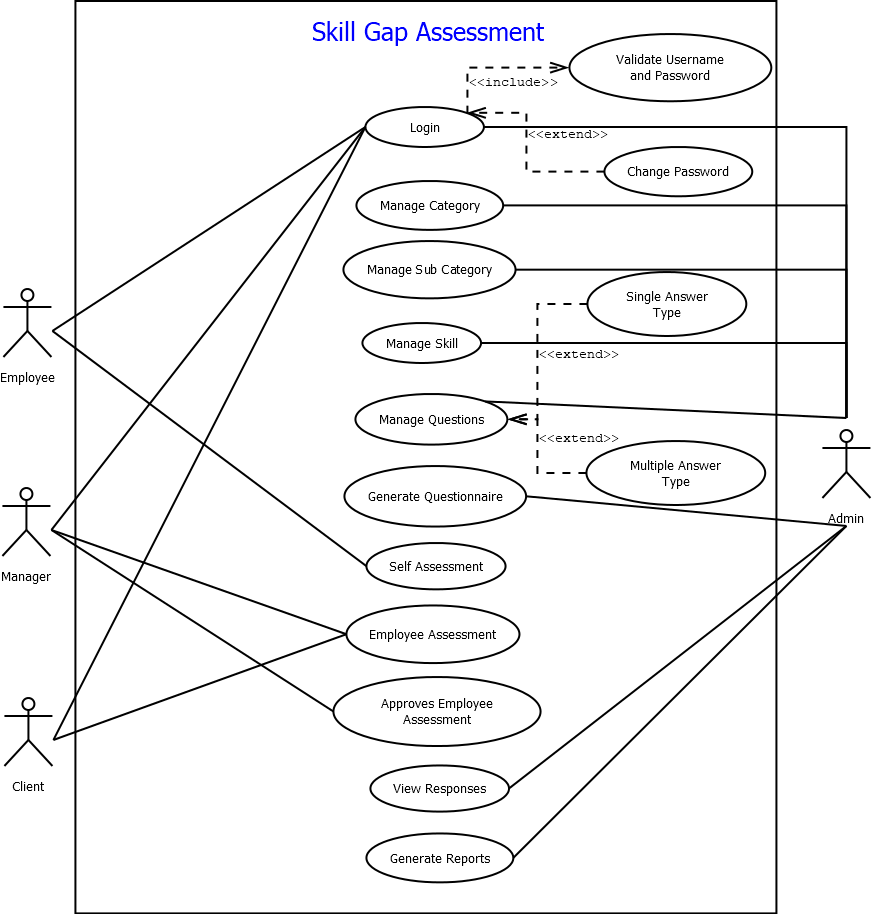 Skill Gap Assessment
Validate Username
and Password
<<include>>
Login
<<extend>>
Change Password
Manage Category
Manage Sub Category
Single Answer
Type
Manage Skill
<<extend>>
Employee
Manage Questions
<<extend>>
Multiple Answer
Type
Generate Questionnaire
Admin
Self Assessment
Manager
Employee Assessment
Approves Employee
Assessment
Client
View Responses
Generate Reports